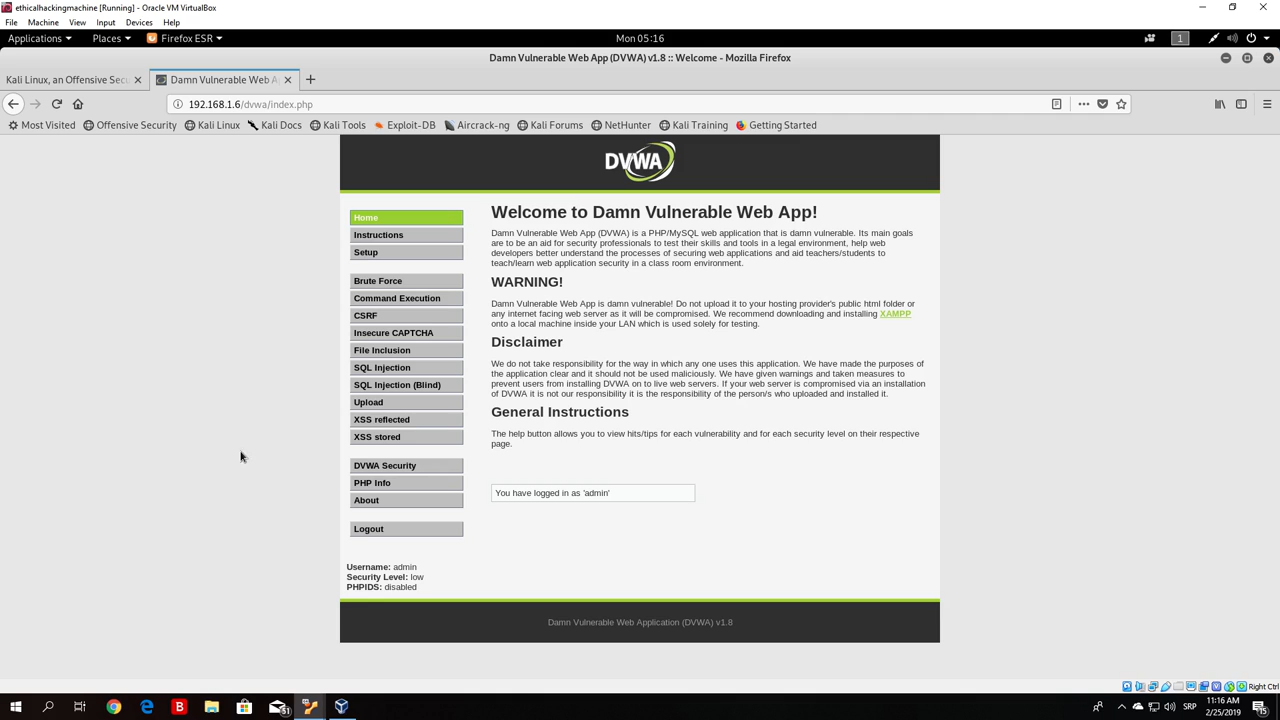 ethicalhackingmachine [Running] - Oracle VM VirtualBox
File Machine View Input Devices Help
Applications Places Firefox ESR Mon 05:16 1
Damn Vulnerable Web App (DVWA) v1.8 :: Welcome - Mozilla Firefox
Kali Linux, an Offensive Secu Damn Vulnerable Web A
192.168.1.6/dvwa/index.php
Most Visited Offensive Security Kali Linux Kali Docs Kali Tools Exploit-DB Aircrack-ng Kali Forums NetHunter Kali Training Getting Started
DVWA
Home
Instructions
Setup
Brute Force
Command Execution
CSRF
Insecure CAPTCHA
File Inclusion
SQL Injection
SQL Injection (Blind)
Upload
XSS reflected
XSS stored
DVWA Security
PHP Info
About
Logout
Username: admin
Security Level: low
PHPIDS: disabled
Welcome to Damn Vulnerable Web App!
Damn Vulnerable Web App (DVWA) is a PHP/MySQL web application that is damn vulnerable. Its main goals
are to be an aid for security professionals to test their skills and tools in a legal environment, help web
developers better understand the processes of securing web applications and aid teachers/students to
teach/learn web application security in a class room environment.
WARNING!
Damn Vulnerable Web App is damn vulnerable! Do not upload it to your hosting provider's public html folder or
any internet facing web server as it will be compromised. We recommend downloading and installing XAMPP
onto a local machine inside your LAN which is used solely for testing.
Disclaimer
We do not take responsibility for the way in which any one uses this application. We have made the purposes of
the application clear and it should not be used maliciously. We have given warnings and taken measures to
prevent users from installing DVWA on to live web servers. If your web server is compromised via an installation
of DVWA it is not our responsibility it is the responsibility of the person/s who uploaded and installed it.
General Instructions
The help button allows you to view hits/tips for each vulnerability and for each security level on their respective
page.
You have logged in as 'admin'
Damn Vulnerable Web Application (DVWA) v1.8
Right Ctrl
SRP
11:16 AM
2/25/2019